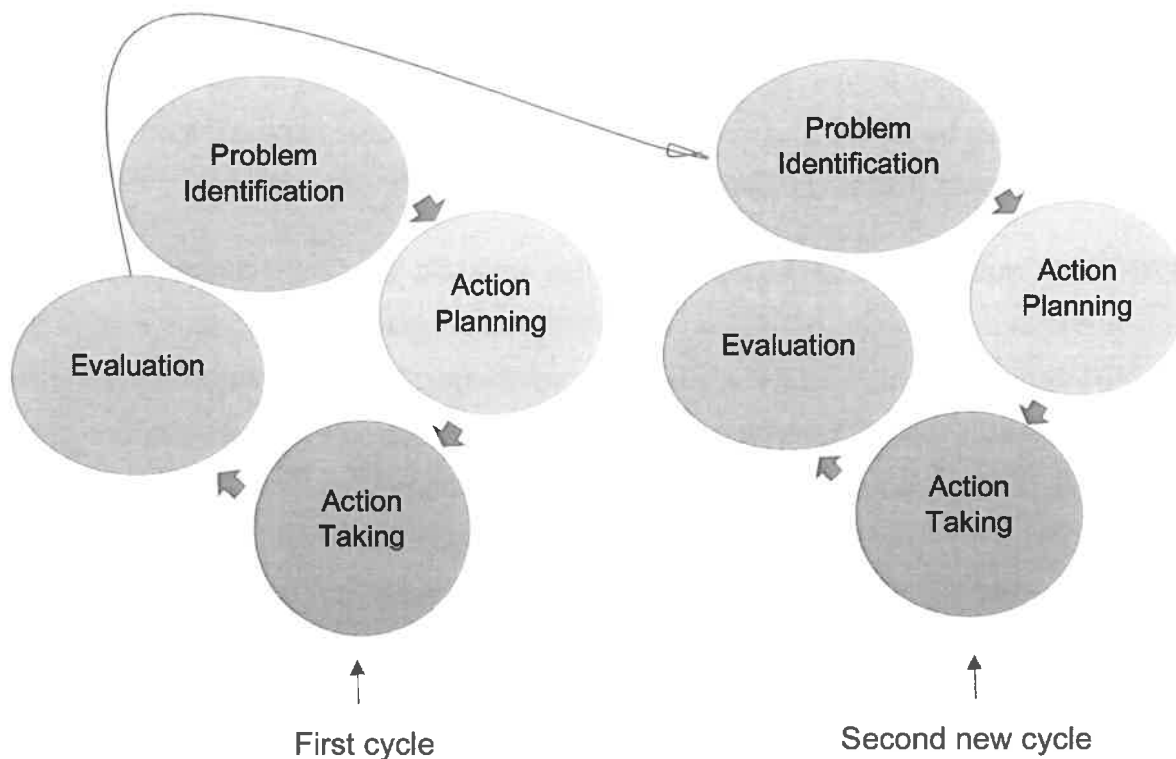 Problem
Identification
Action
Planning
Evaluation
Action
Taking
First cycle
Problem
Identification
Action
Planning
Evaluation
Action
Taking
Second new cycle